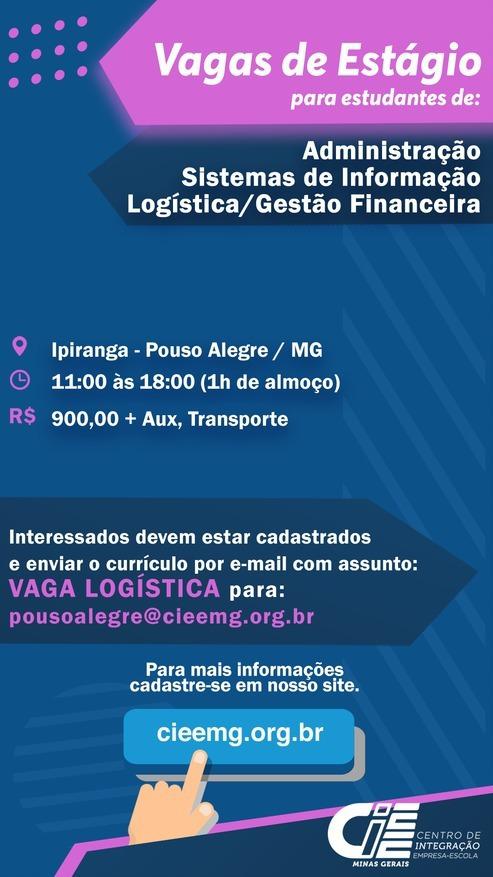 Vagas de Estágio
para estudantes de:
Administração
Sistemas de Informação
Logística/Gestão Financeira
Ipiranga - Pouso Alegre / MG
11:00 às 18:00 (1h de almoço)
R$ 900,00 + Aux, Transporte
Interessados devem estar cadastrados
e enviar o currículo por e-mail com assunto:
VAGA LOGÍSTICA para:
pousoalegre@cieemg.org.br
Para mais informações
cadastre-se em nosso site.
cieemg.org.br
CIEE
MINAS GERAIS
CENTRO DE
INTEGRAÇÃO
EMPRESA-ESCOLA